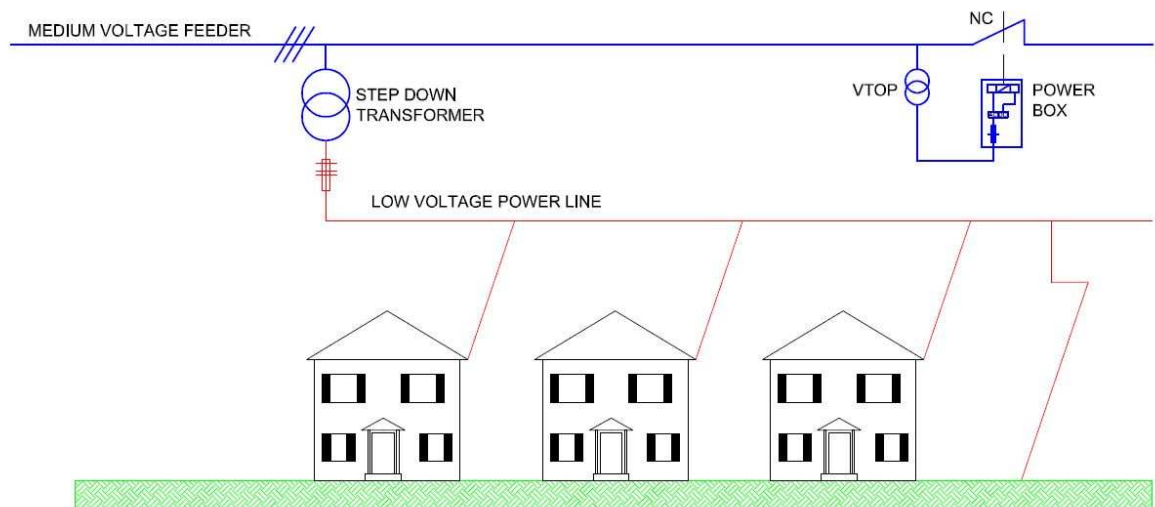 MEDIUM VOLTAGE FEEDER
NC
STEP DOWN
TRANSFORMER
VTOP
POWER
BOX
LOW VOLTAGE POWER LINE